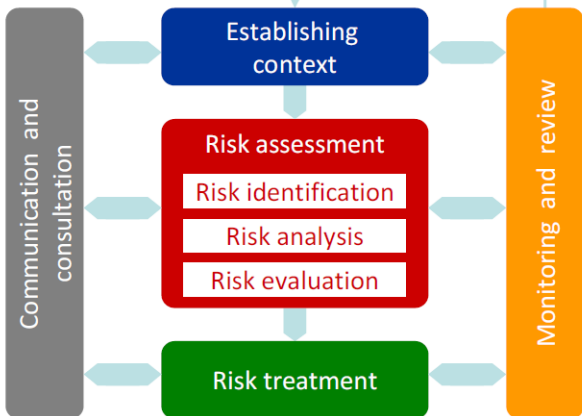 Communication and
consultation
Establishing
context
Risk assessment
Risk identification
Risk analysis
Risk evaluation
Risk treatment
Monitoring and review